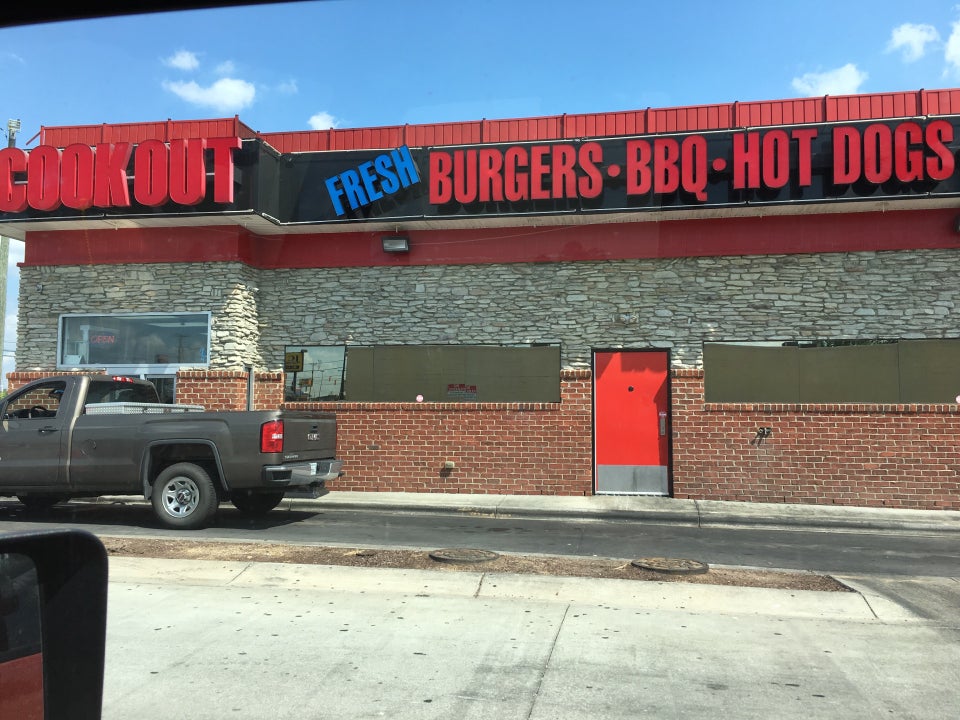 COOKOUT
FRESH BURGERS • BBQ • HOT DOGS
OPEN